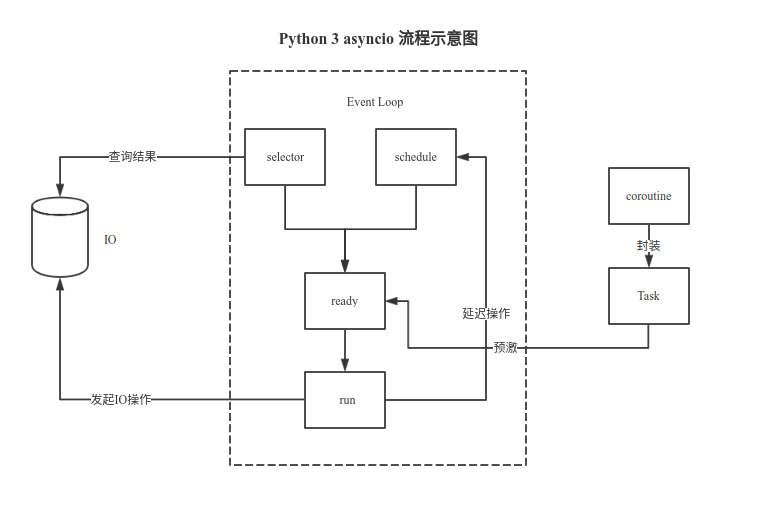 Python 3 asyncio 流程示意图
Event Loop
selector
schedule
查询结果
coroutine
IO
封装
ready
Task
延迟操作
预激
发起IO操作
run